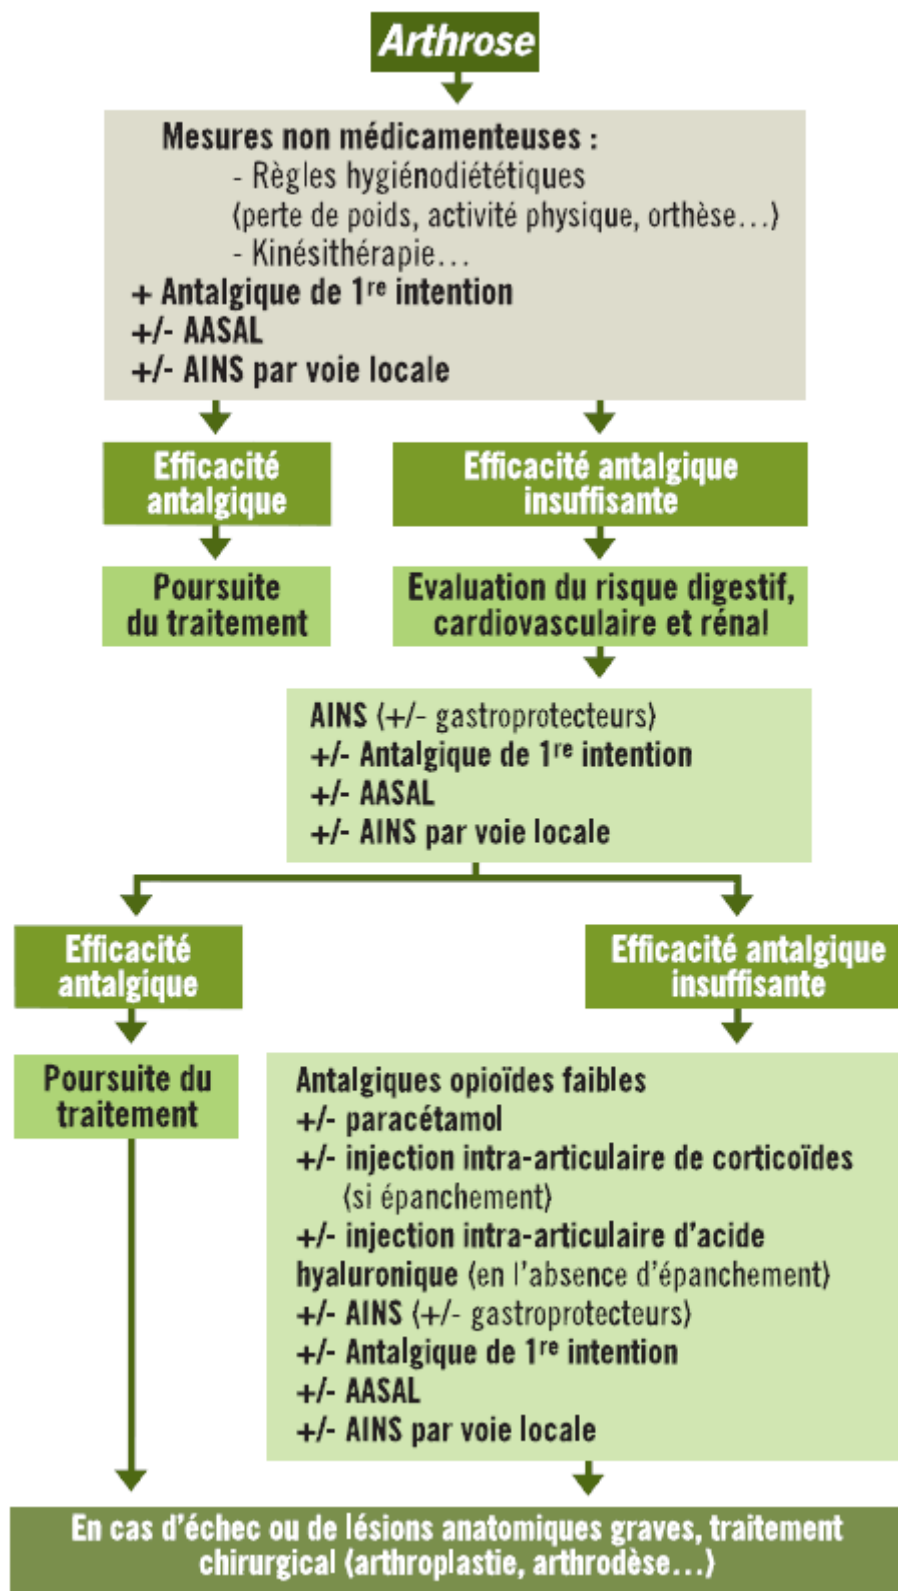 Arthrose
Mesures non médicamenteuses :
- Règles hygiénodiététiques
(perte de poids, activité physique, orthèse...)
- Kinésithérapie...
+ Antalgique de 1re intention
+/- AASAL
+/- AINS par voie locale
Efficacité
antalgique
Efficacité antalgique
insuffisante
Poursuite
du traitement
Evaluation du risque digestif,
cardiovasculaire et rénal
AINS (+/- gastroprotecteurs)
+/- Antalgique de 1re intention
+/- AASAL
+/- AINS par voie locale
Efficacité
antalgique
Efficacité antalgique
insuffisante
Poursuite du
traitement
Antalgiques opioïdes faibles
+/- paracétamol
+/- injection intra-articulaire de corticoïdes
(si épanchement)
+/- injection intra-articulaire d'acide
hyaluronique (en l'absence d'épanchement)
+/- AINS (+/- gastroprotecteurs)
+/- Antalgique de 1re intention
+/- AASAL
+/- AINS par voie locale
En cas d'échec ou de lésions anatomiques graves, traitement
chirurgical (arthroplastie, arthrodèse...)